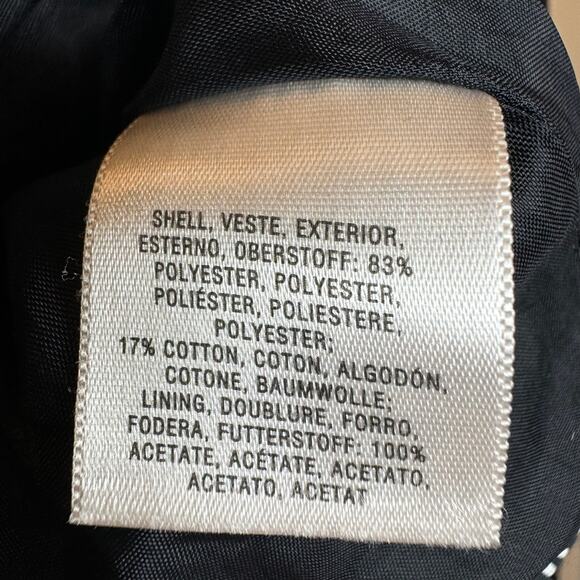 SHELL, VESTE, EXTERIOR,
ESTERNO, OBERSTOFF: 83%
POLYESTER, POLYESTER,
POLIÉSTER, POLIESTERE,
POLYESTER;
17% COTTON, COTON, ALGODÓN,
COTONE, BAUMWOLLE;
LINING, DOUBLURE, FORRO,
FODERA, FUTTERSTOFF: 100%
ACETATE, ACÉTATE, ACETATO,
ACETATO, ACETAT